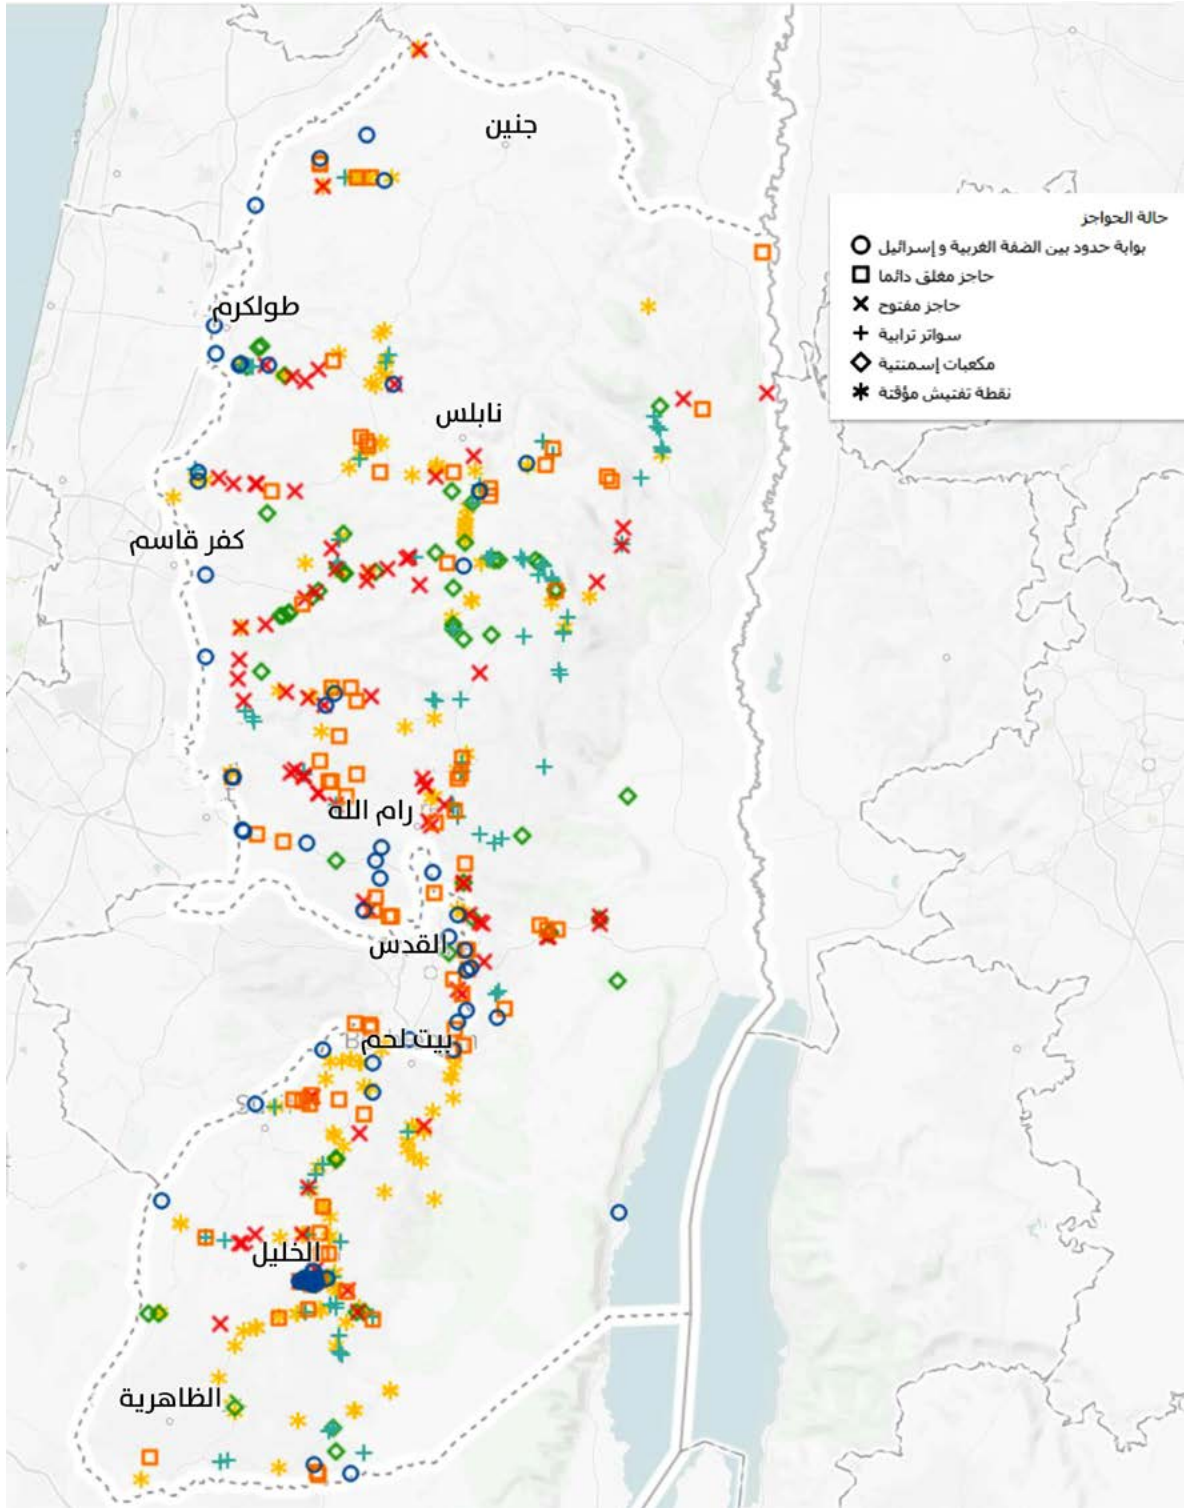 جنين
حالة الحواجز
بوابة حدود بين الضفة الغربية و إسرائيل
حاجز مغلق دائما
حاجز مفتوح
سواتر ترابية
مكعبات إسمنتية
نقطة تفتيش مؤقتة
طولكرم
نابلس
كفر قاسم
رام الله
القدس
بيت لحم
الخليل
الظاهرية